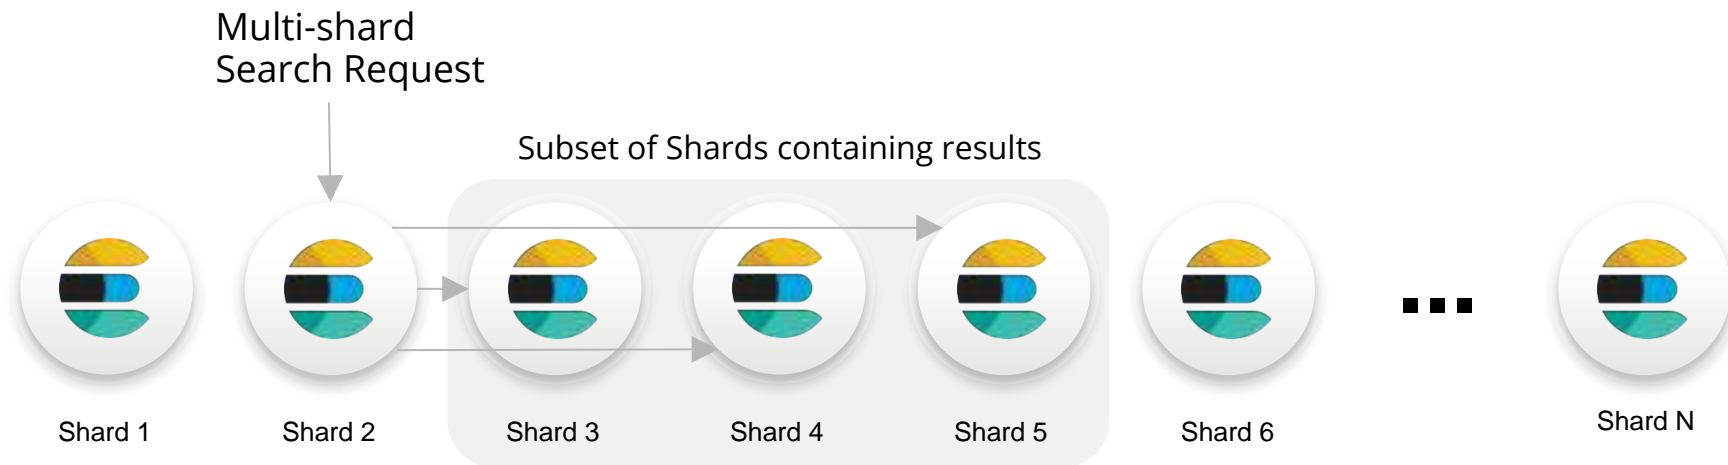 Multi-shard
Search Request
Subset of Shards containing results
Shard 1
Shard 2
Shard 3
Shard 4
Shard 5
Shard 6
...
Shard N